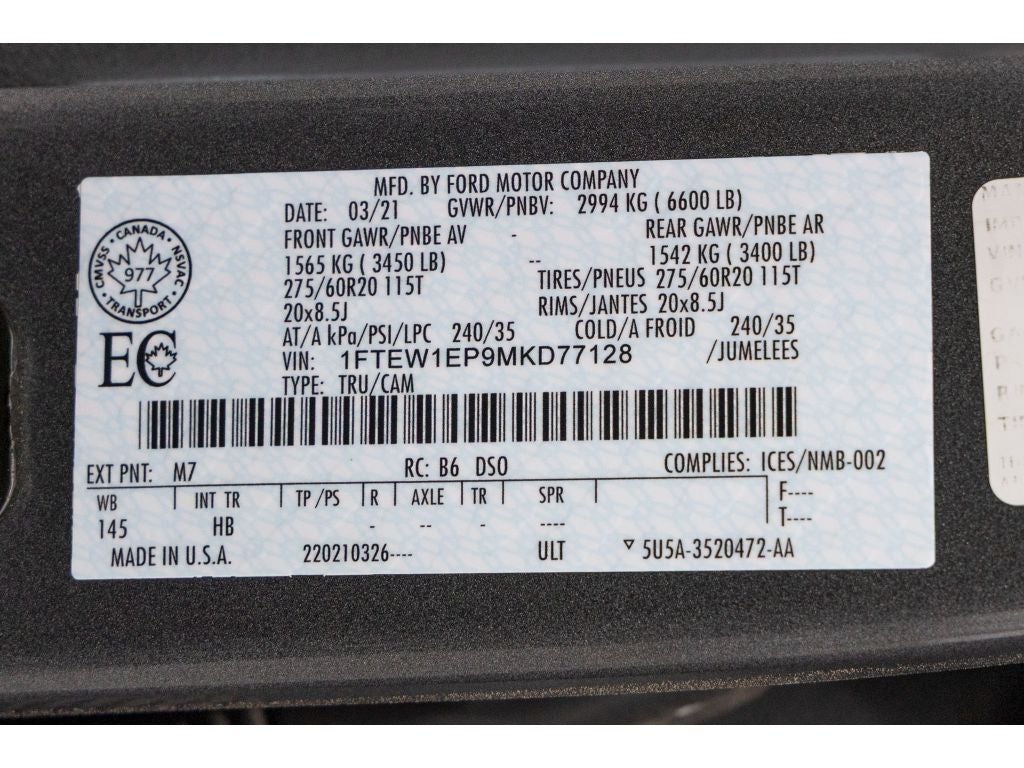 MFD. BY FORD MOTOR COMPANY
DATE: 03/21 GVWR/PNBV: 2994 KG ( 6600 LB)
FRONT GAWR/PNBE AV - REAR GAWR/PNBE AR
1565 KG ( 3450 LB) -- 1542 KG ( 3400 LB)
275/60R20 115T TIRES/PNEUS 275/60R20 115T
20x8.5J RIMS/JANTES 20x8.5J
AT/A kPa/PSI/LPC 240/35 COLD/A FROID 240/35
VIN: 1FTEW1EP9MKD77128 /JUMELEES
TYPE: TRU/CAM
CANADA
CMVSS NSVAC
977
TRANSPORT
EC
EXT PNT: M7 RC: B6 DSO COMPLIES: ICES/NMB-002
WB INT TR TP/PS R AXLE TR SPR F----
145 HB - -- - ---- T----
MADE IN U.S.A. 220210326---- ULT ▽ 5U5A-3520472-AA